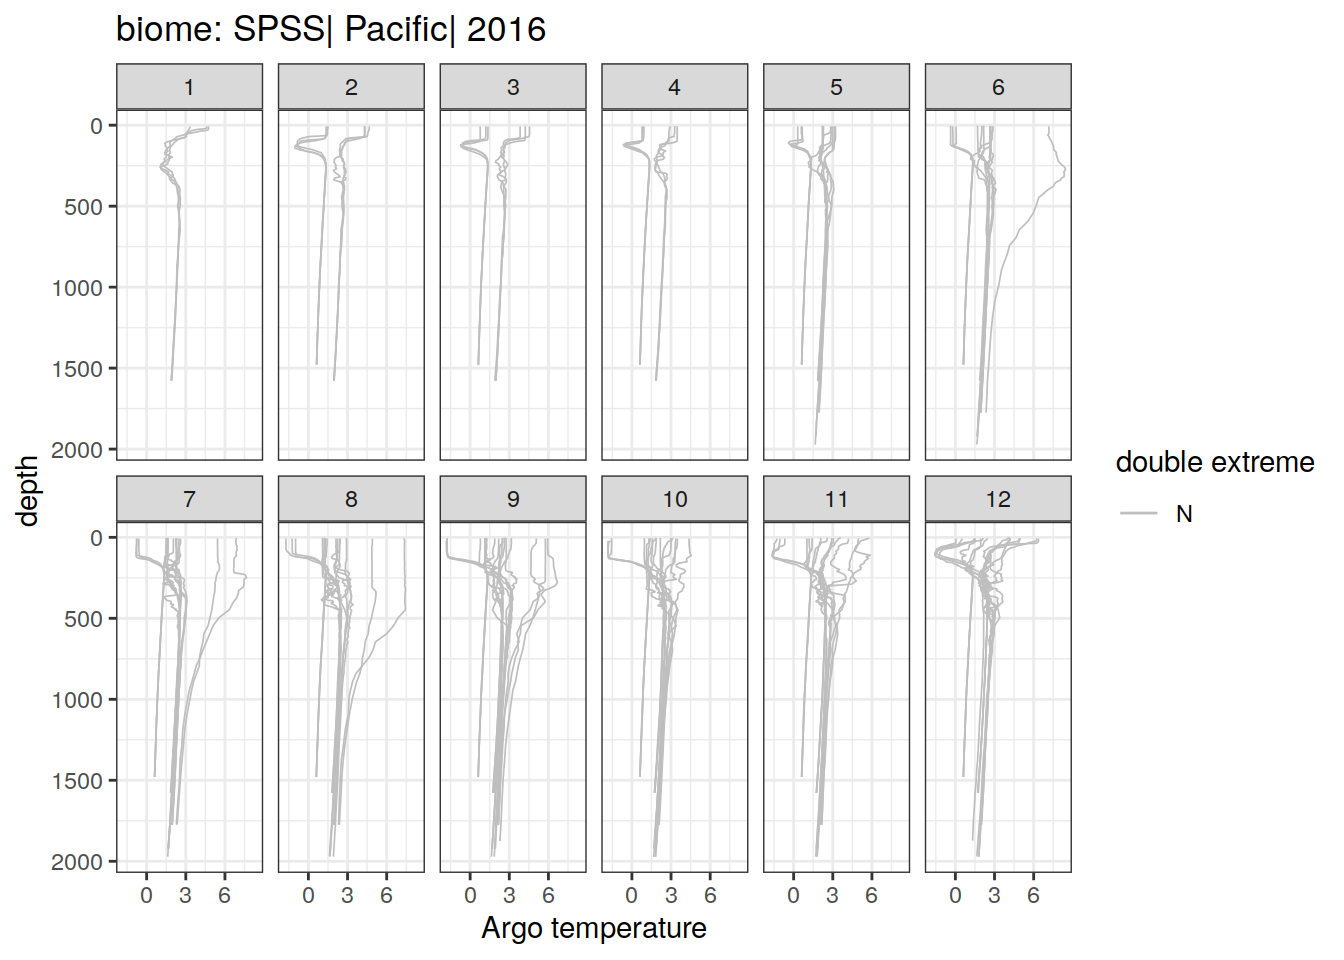 biome: SPSS| Pacific| 2016
1 2 3 4 5 6
0
500
1000
1500
2000
depth
7 8 9 10 11 12
0
500
1000
1500
2000
0 3 6 0 3 6 0 3 6 0 3 6 0 3 6 0 3 6
Argo temperature
double extreme
N